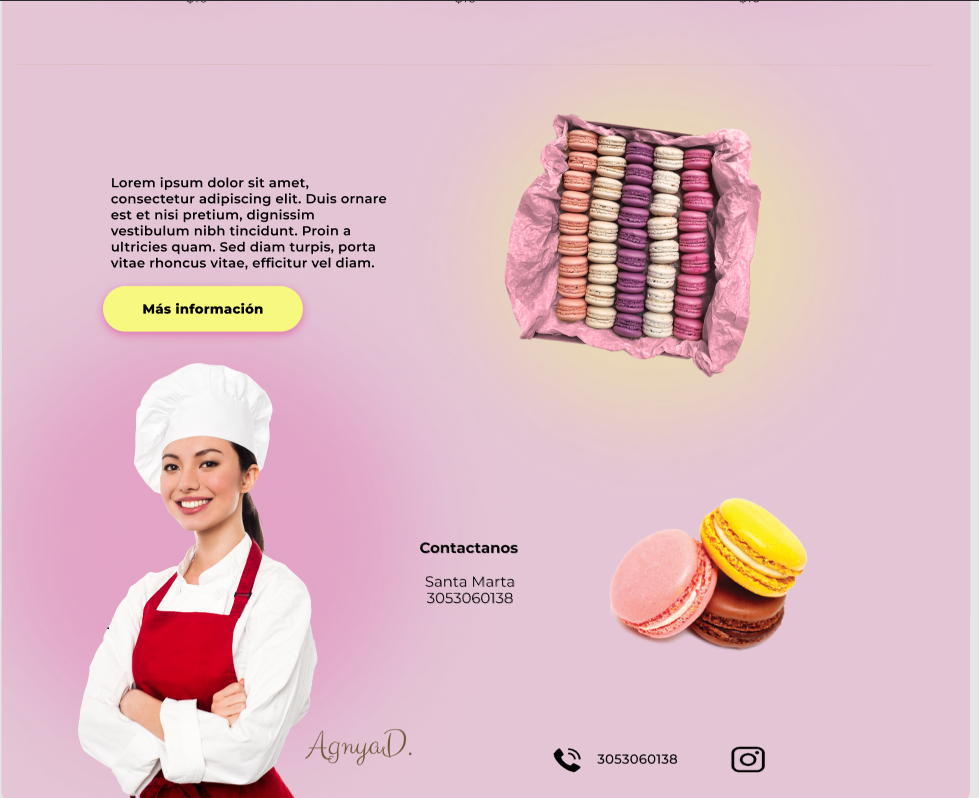 Lorem ipsum dolor sit amet,
consectetur adipiscing elit. Duis ornare
est et nisi pretium, dignissim
vestibulum nibh tincidunt. Proin a
ultricies quam. Sed diam turpis, porta
vitae rhoncus vitae, efficitur vel diam.
Más información
Contactanos
Santa Marta
3053060138
AgnyaD.
3053060138